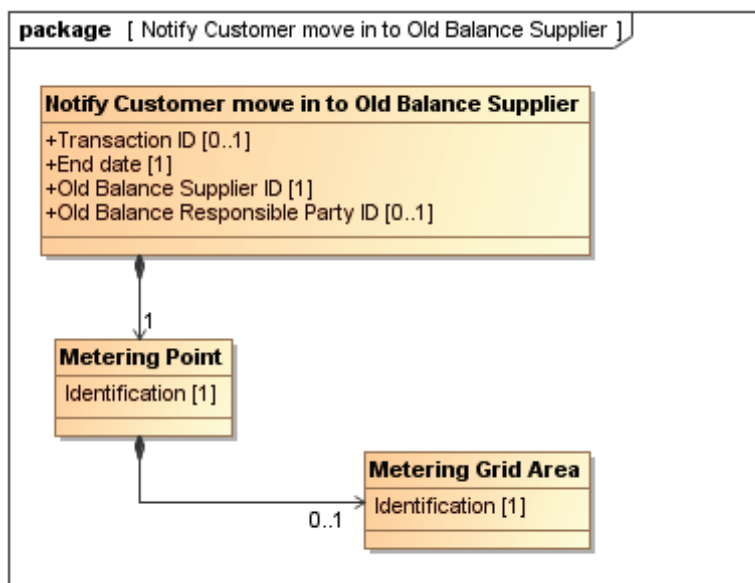 package [ Notify Customer move in to Old Balance Supplier ]
Notify Customer move in to Old Balance Supplier
+Transaction ID [0..1]
+End date [1]
+Old Balance Supplier ID [1]
+Old Balance Responsible Party ID [0..1]
1
Metering Point
Identification [1]
Metering Grid Area
Identification [1]
0..1